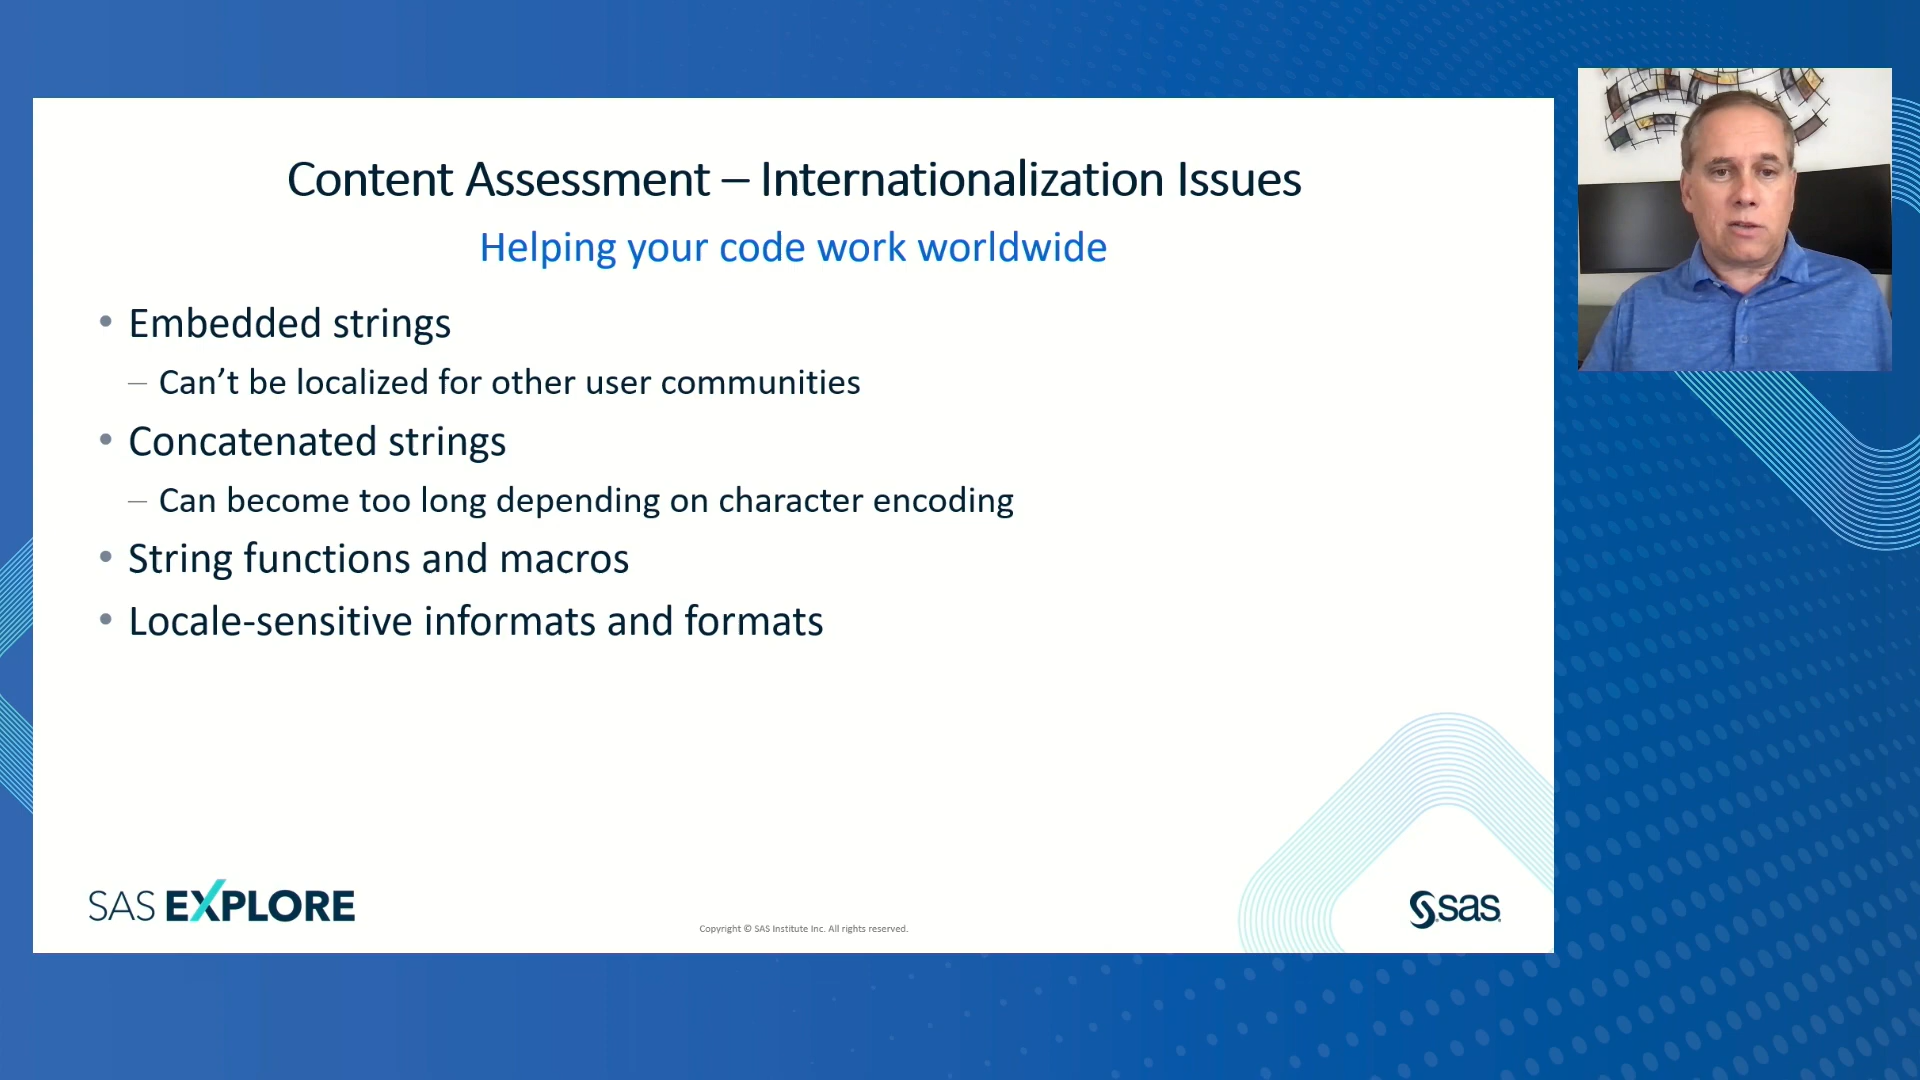 Content Assessment – Internationalization Issues
Helping your code work worldwide
• Embedded strings
– Can’t be localized for other user communities
• Concatenated strings
– Can become too long depending on character encoding
• String functions and macros
• Locale-sensitive informats and formats
SAS EXPLORE
Copyright © SAS Institute Inc. All rights reserved.
sas